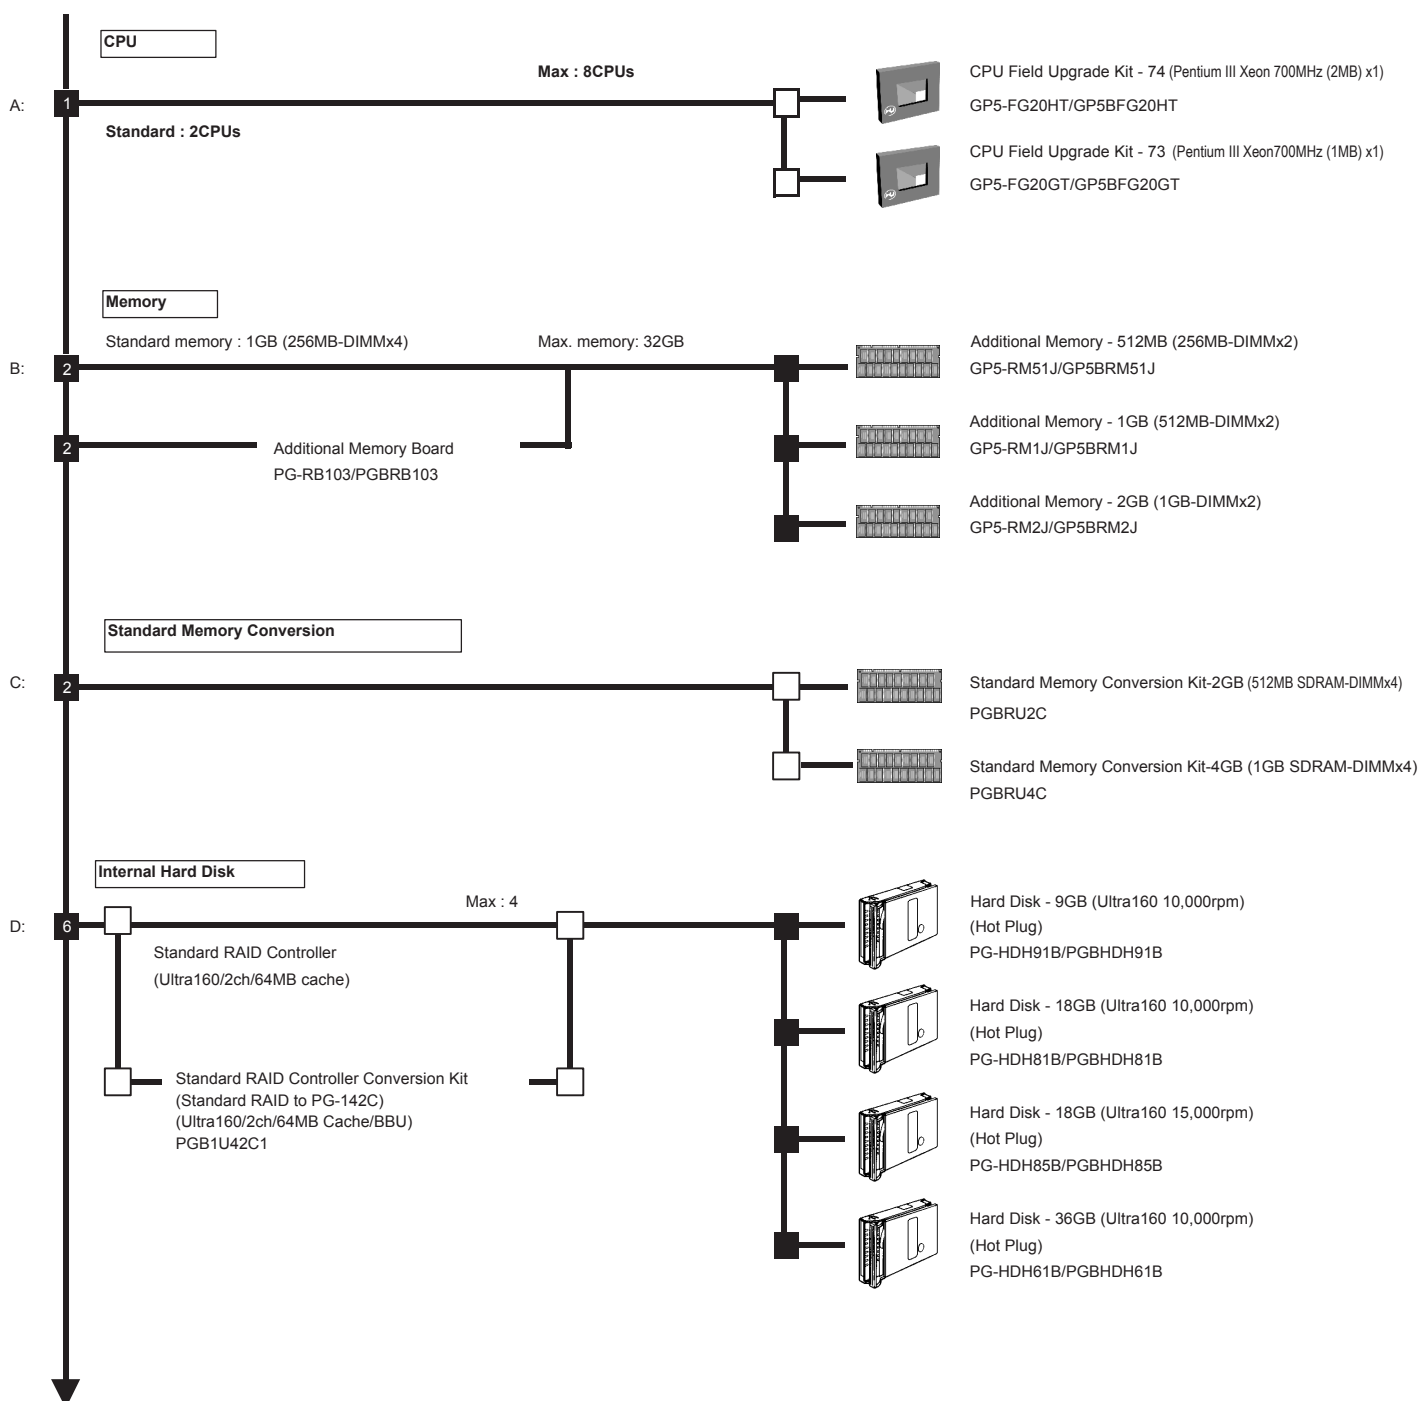 CPU
Max : 8CPUs
CPU Field Upgrade Kit - 74 (Pentium III Xeon 700MHz (2MB) x1)
A:
1
GP5-FG20HT/GP5BFG20HT
Standard : 2CPUs
CPU Field Upgrade Kit - 73 (Pentium III Xeon700MHz (1MB) x1)
GP5-FG20GT/GP5BFG20GT
Memory
Standard memory : 1GB (256MB-DIMMx4)
Max. memory: 32GB
Additional Memory - 512MB (256MB-DIMMx2)
B:
2
GP5-RM51J/GP5BRM51J
Additional Memory - 1GB (512MB-DIMMx2)
2
Additional Memory Board
GP5-RM1J/GP5BRM1J
PG-RB103/PGBRB103
Additional Memory - 2GB (1GB-DIMMx2)
GP5-RM2J/GP5BRM2J
Standard Memory Conversion
C:
2
Standard Memory Conversion Kit-2GB (512MB SDRAM-DIMMx4)
PGBRU2C
Standard Memory Conversion Kit-4GB (1GB SDRAM-DIMMx4)
PGBRU4C
Internal Hard Disk
Max : 4
Hard Disk - 9GB (Ultra160 10,000rpm)
D:
6
(Hot Plug)
Standard RAID Controller
PG-HDH91B/PGBHDH91B
(Ultra160/2ch/64MB cache)
Hard Disk - 18GB (Ultra160 10,000rpm)
(Hot Plug)
PG-HDH81B/PGBHDH81B
Standard RAID Controller Conversion Kit
(Standard RAID to PG-142C)
(Ultra160/2ch/64MB Cache/BBU)
PGB1U42C1
Hard Disk - 18GB (Ultra160 15,000rpm)
(Hot Plug)
PG-HDH85B/PGBHDH85B
Hard Disk - 36GB (Ultra160 10,000rpm)
(Hot Plug)
PG-HDH61B/PGBHDH61B